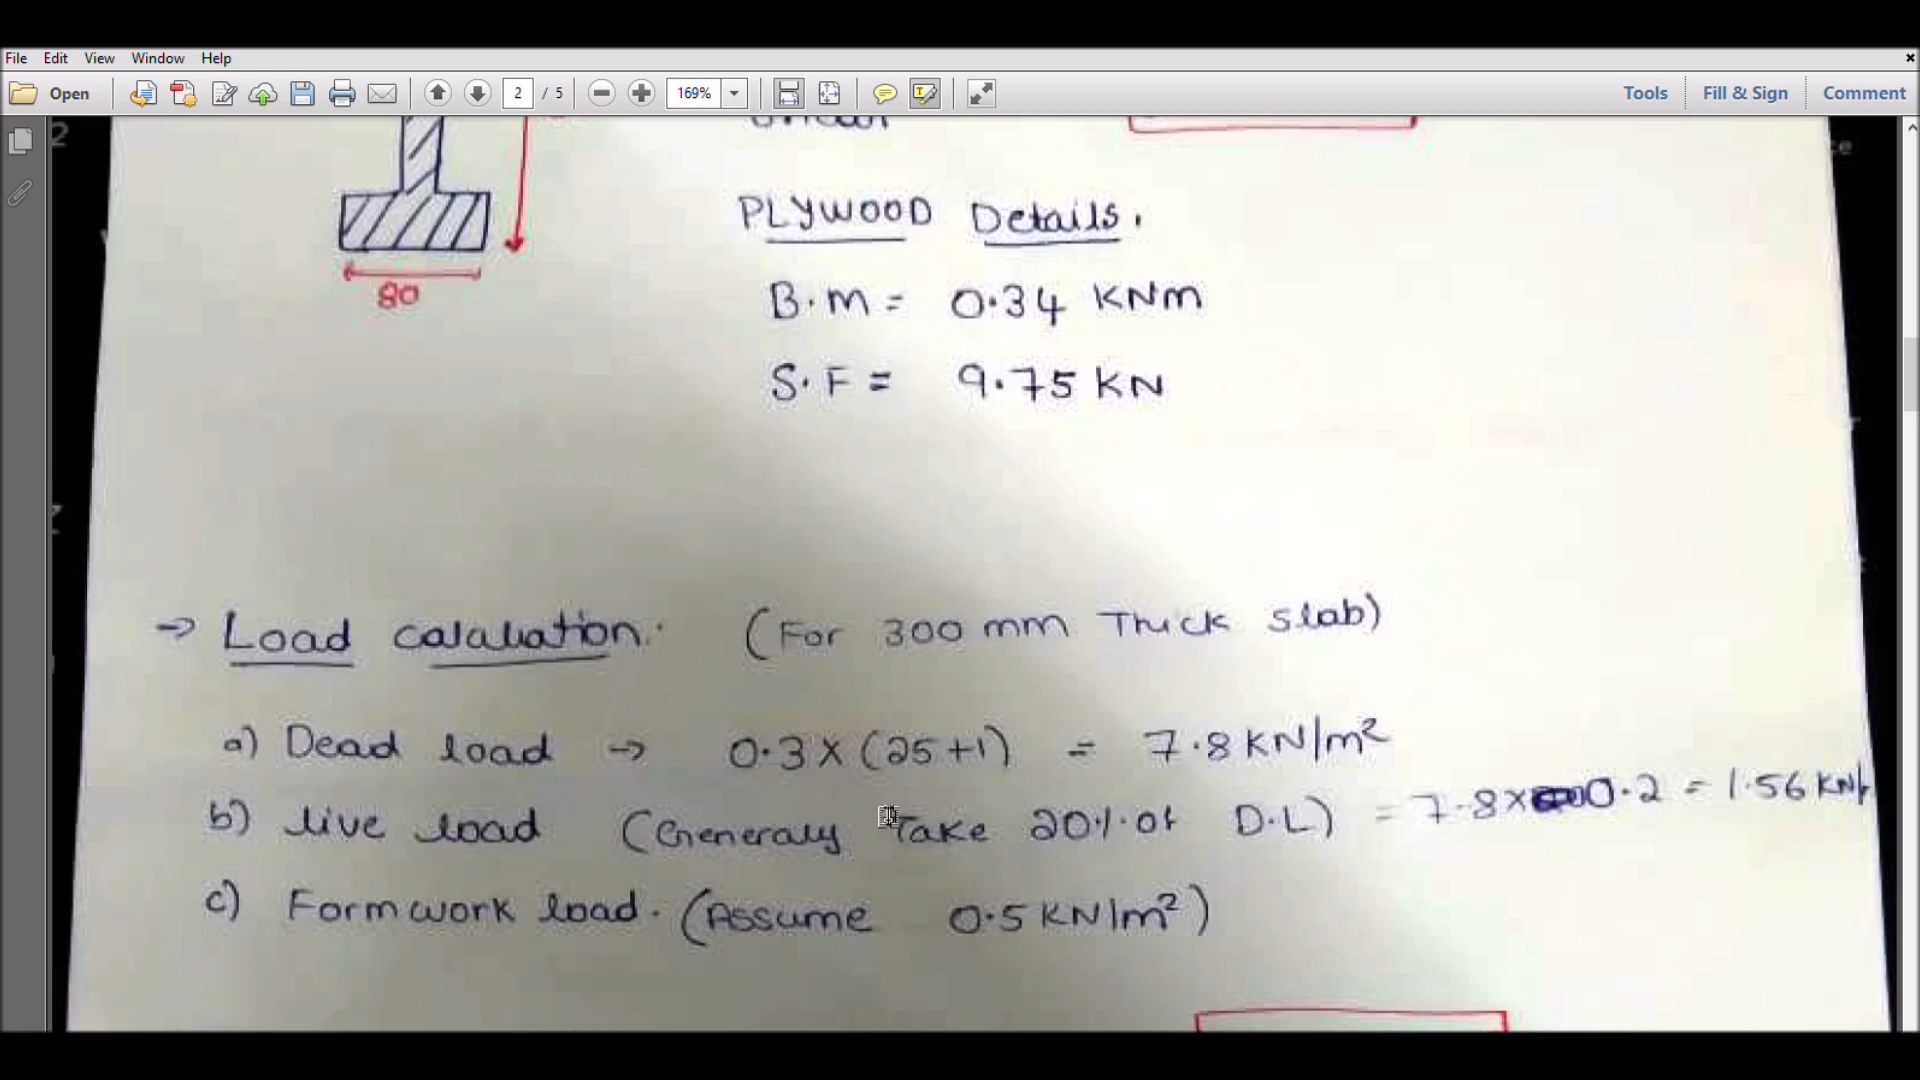 File Edit View Window Help
Open 2 / 5 169% Tools Fill & Sign Comment
80
PLYWOOD Details.
B.M = 0.34 KNM
S.F = 9.75 KN
→ Load calculation. (For 300 mm Thick slab)
a) Dead load → 0.3 X (25+1) = 7.8 KN/m²
b) live load (Generaly Take 20% of D.L) = 7.8 x 0.2 = 1.56 KN/
c) Formwork load. (Assume 0.5 KN/m²)